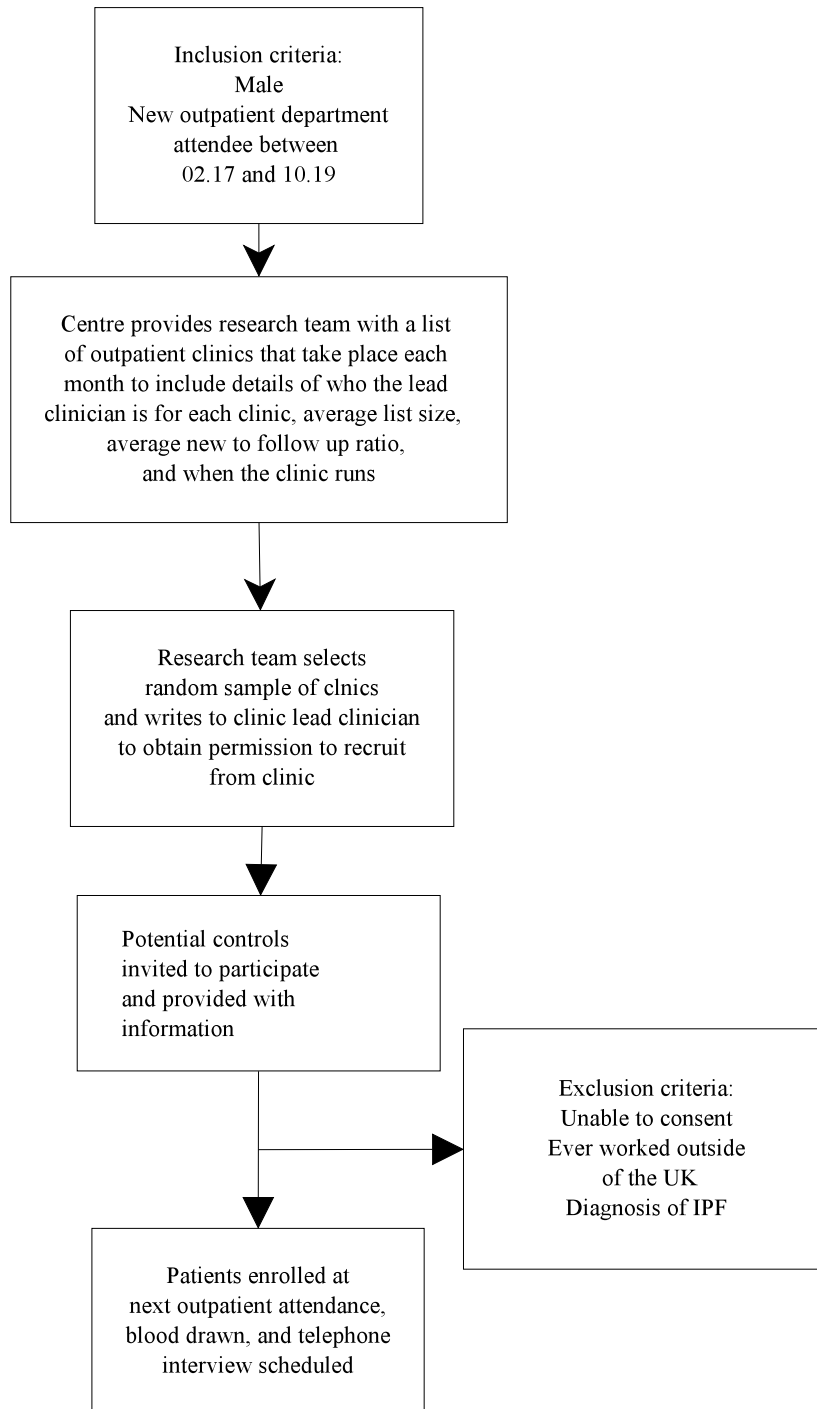 Inclusion criteria:
Male
New outpatient department
attendee between
02.17 and 10.19
Centre provides research team with a list
of outpatient clinics that take place each
month to include details of who the lead
clinician is for each clinic, average list size,
average new to follow up ratio,
and when the clinic runs
Research team selects
random sample of clnics
and writes to clinic lead clinician
to obtain permission to recruit
from clinic
Potential controls
invited to participate
and provided with
information
Exclusion criteria:
Unable to consent
Ever worked outside
of the UK
Diagnosis of IPF
Patients enrolled at
next outpatient attendance,
blood drawn, and telephone
interview scheduled